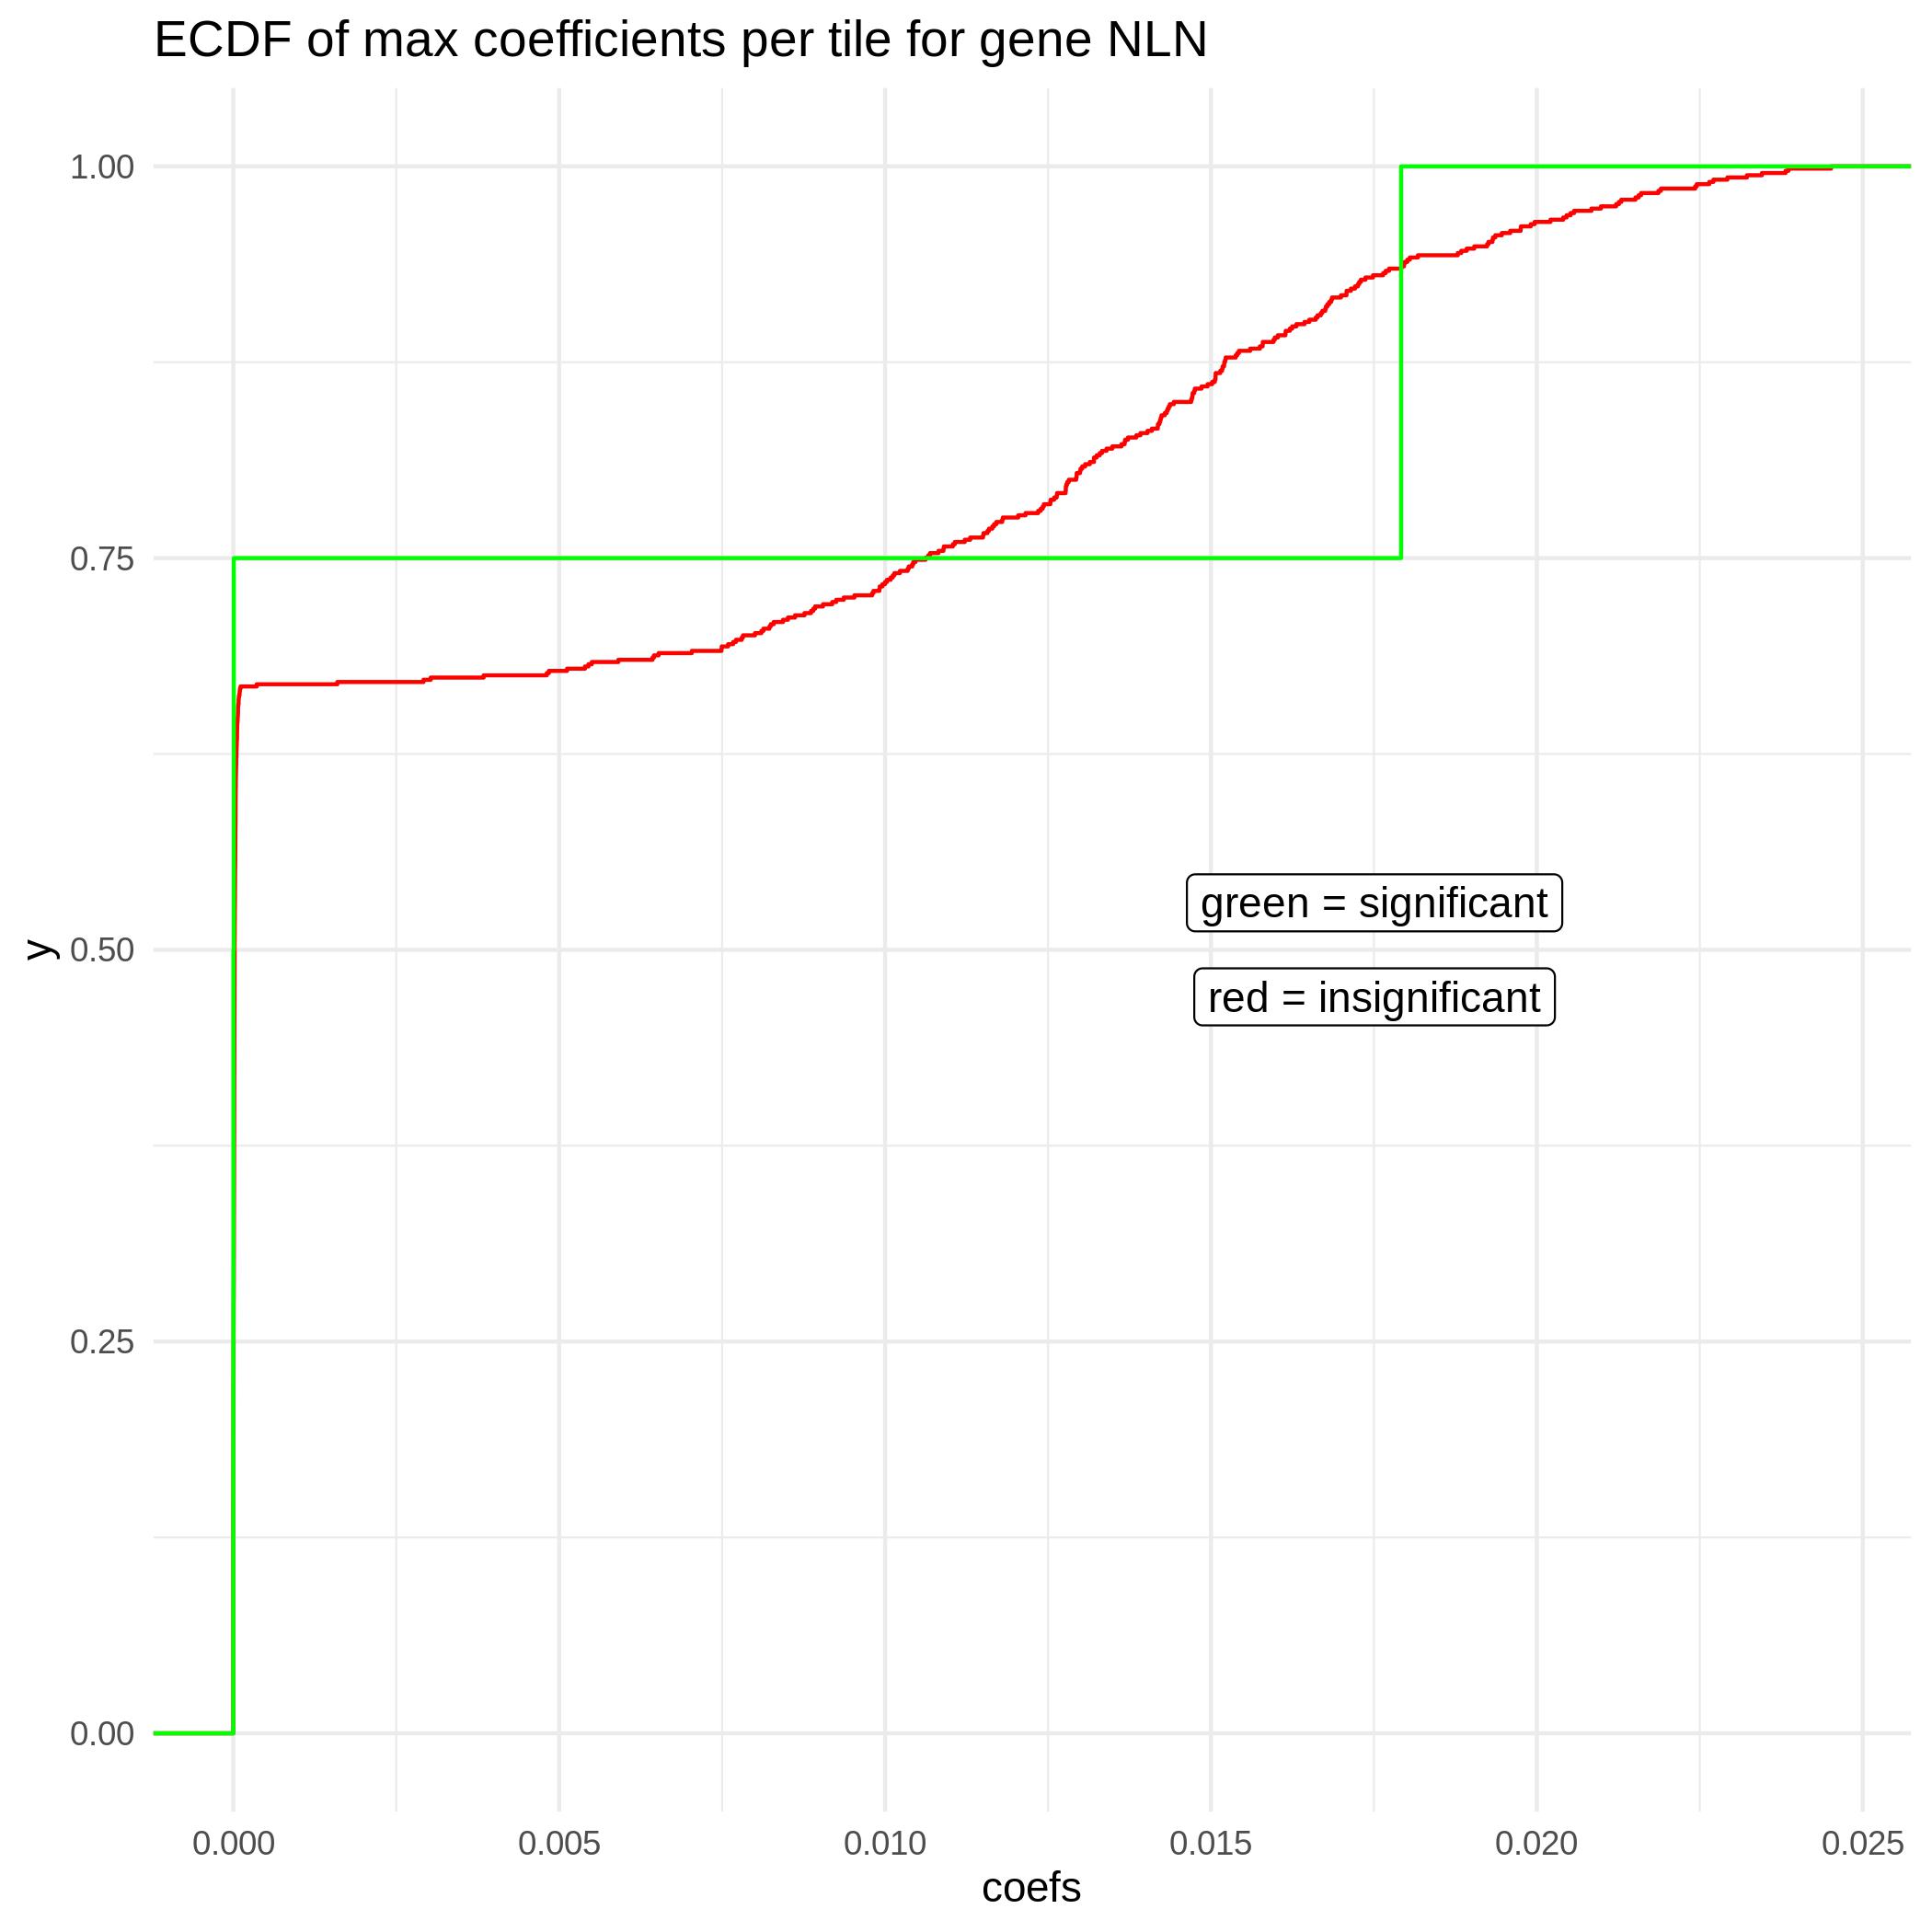 ECDF of max coefficients per tile for gene NLN
1.00
0.75
0.50
0.25
0.00
y
green = significant
red = insignificant
0.000 0.005 0.010 0.015 0.020 0.025
coefs